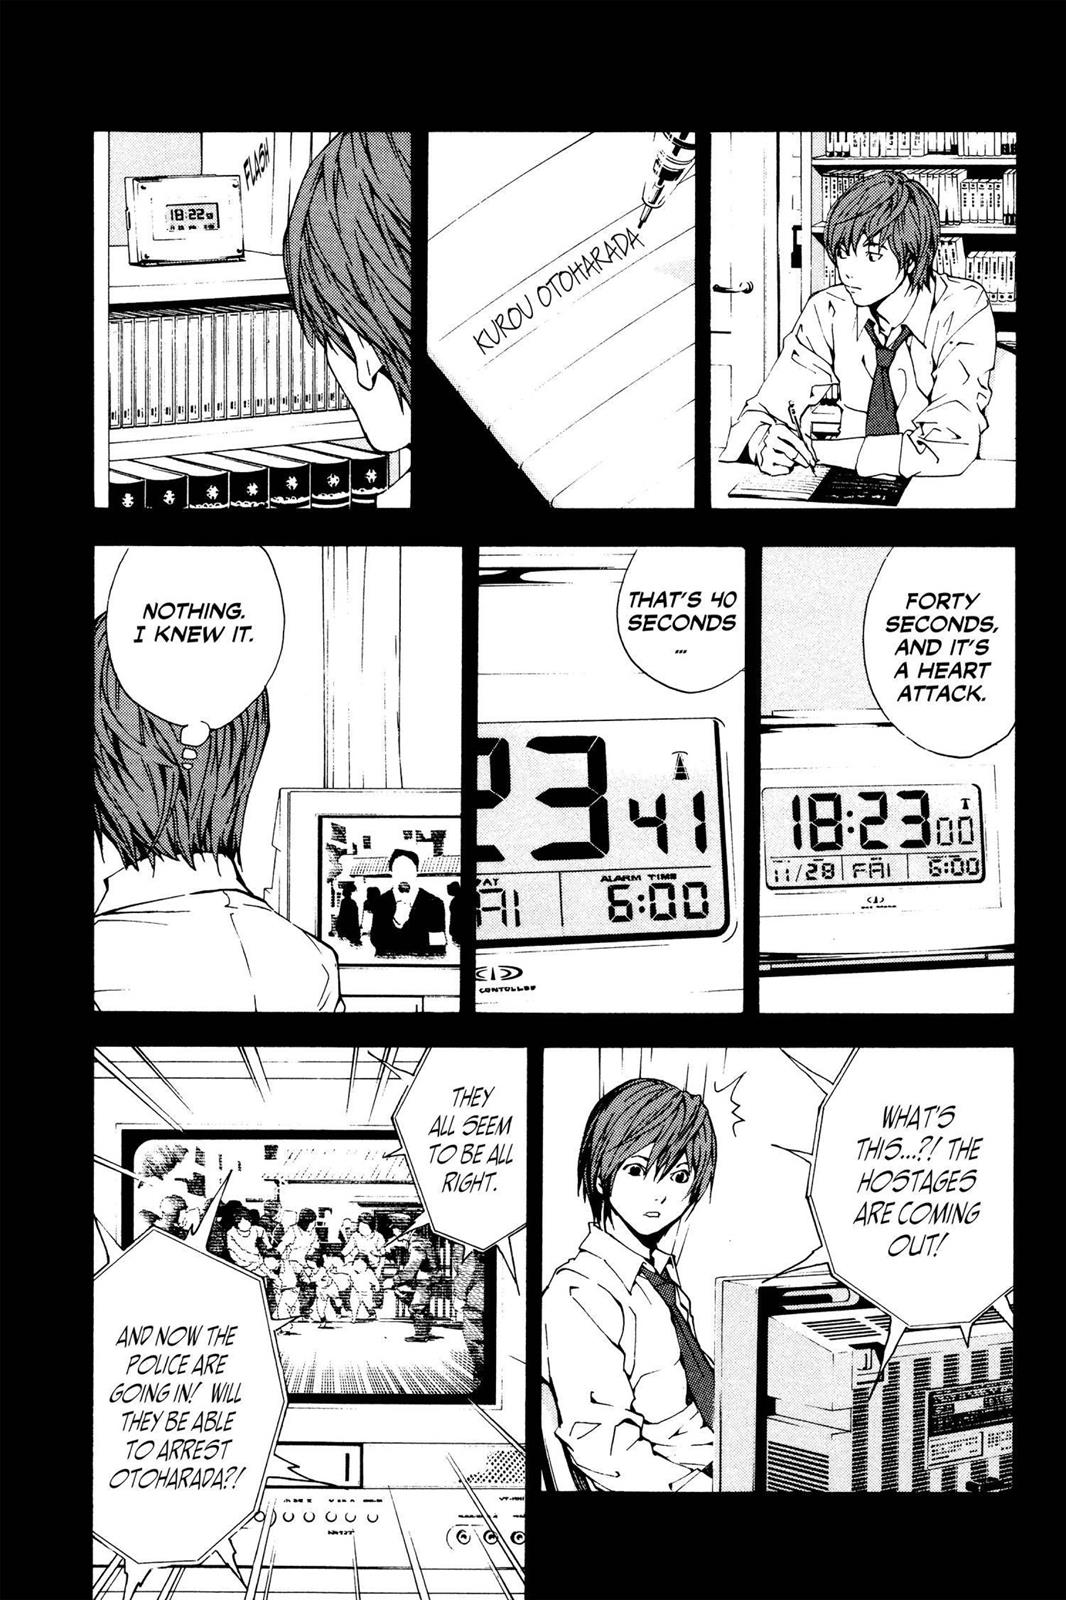 KUROU OTOHARADA
FLASH
18:22
FORTY
SECONDS,
AND IT'S
A HEART
ATTACK.
18:23 00
11/28 FRI 6:00
THAT'S 40
SECONDS
...
23 41
ALARM TIME
6:00
NOTHING.
I KNEW IT.
WHAT'S
THIS...?! THE
HOSTAGES
ARE COMING
OUT!
THEY
ALL SEEM
TO BE ALL
RIGHT.
AND NOW THE
POLICE ARE
GOING IN! WILL
THEY BE ABLE
TO ARREST
OTOHARADA?!